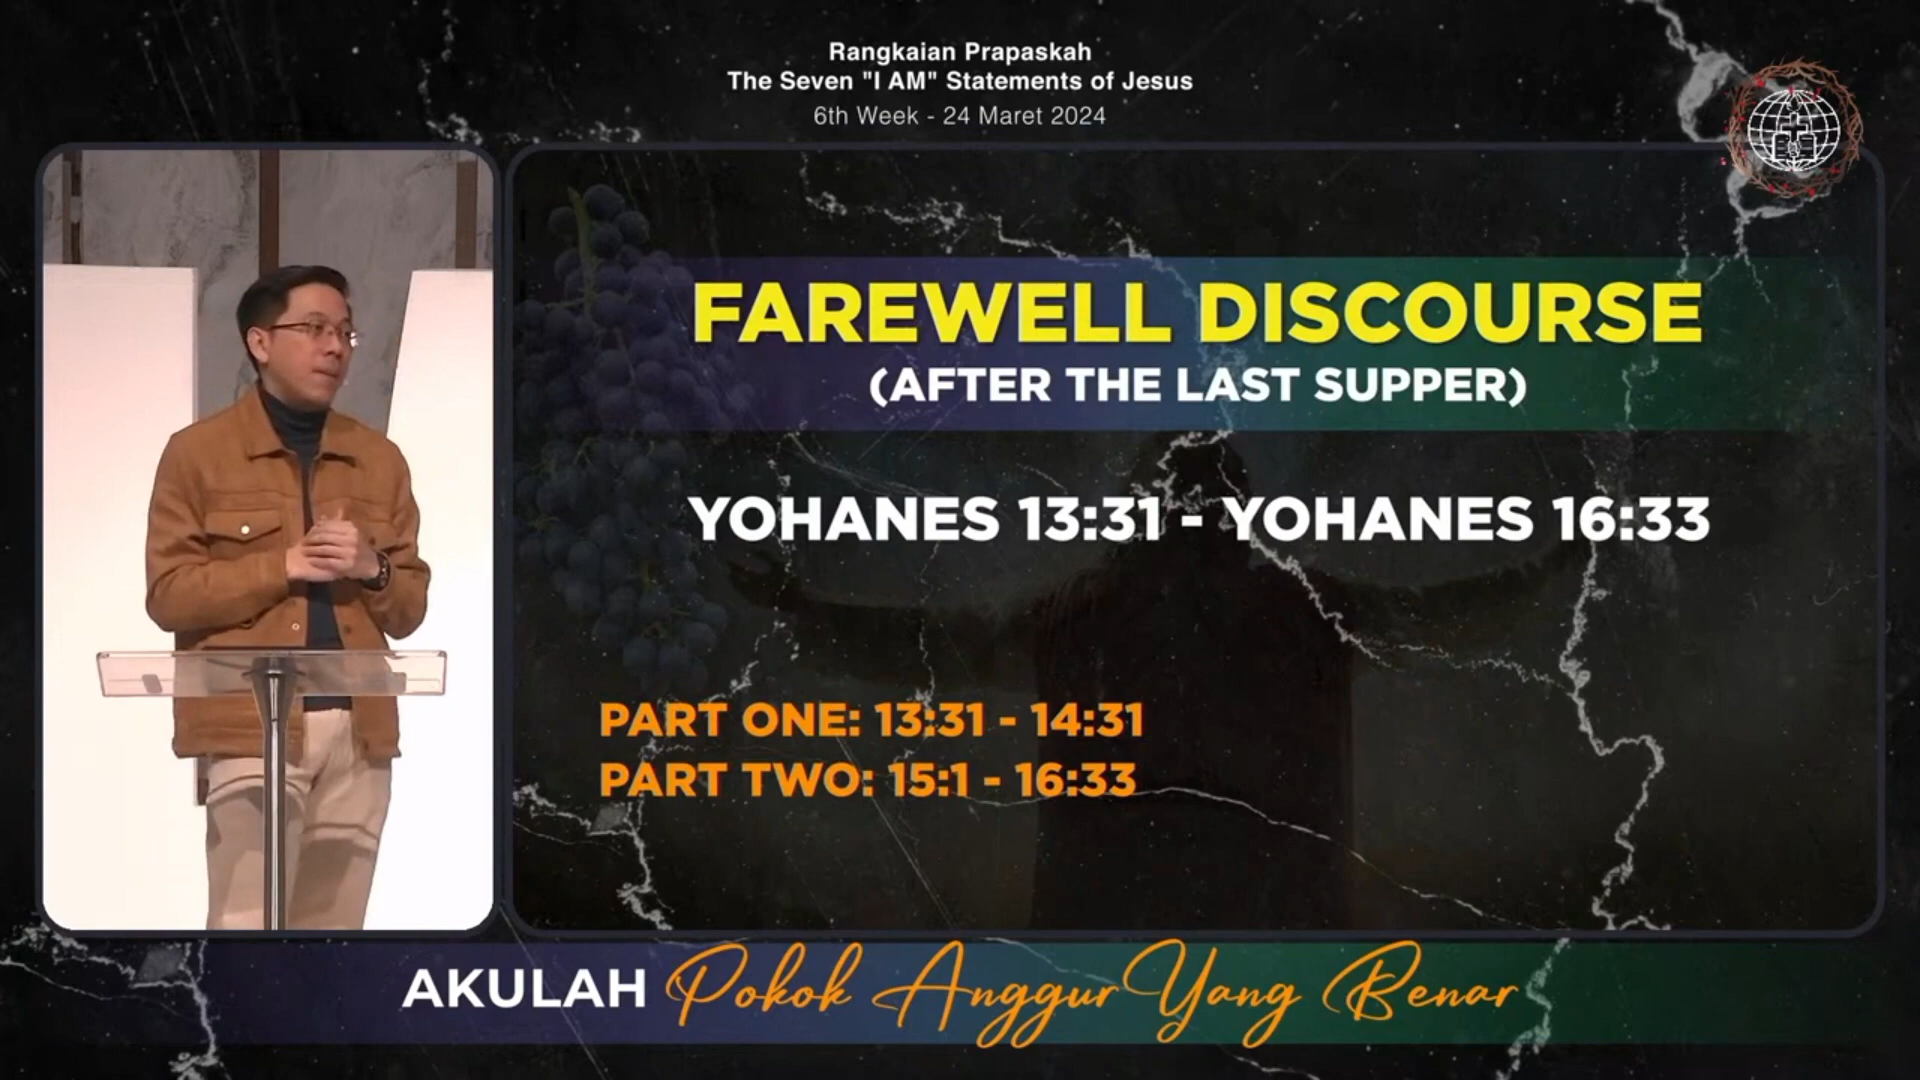 Rangkaian Prapaskah
The Seven "I AM" Statements of Jesus
6th Week - 24 Maret 2024
FAREWELL DISCOURSE
(AFTER THE LAST SUPPER)
YOHANES 13:31 - YOHANES 16:33
PART ONE: 13:31 - 14:31
PART TWO: 15:1 - 16:33
AKULAH Pokok Anggur Yang Benar